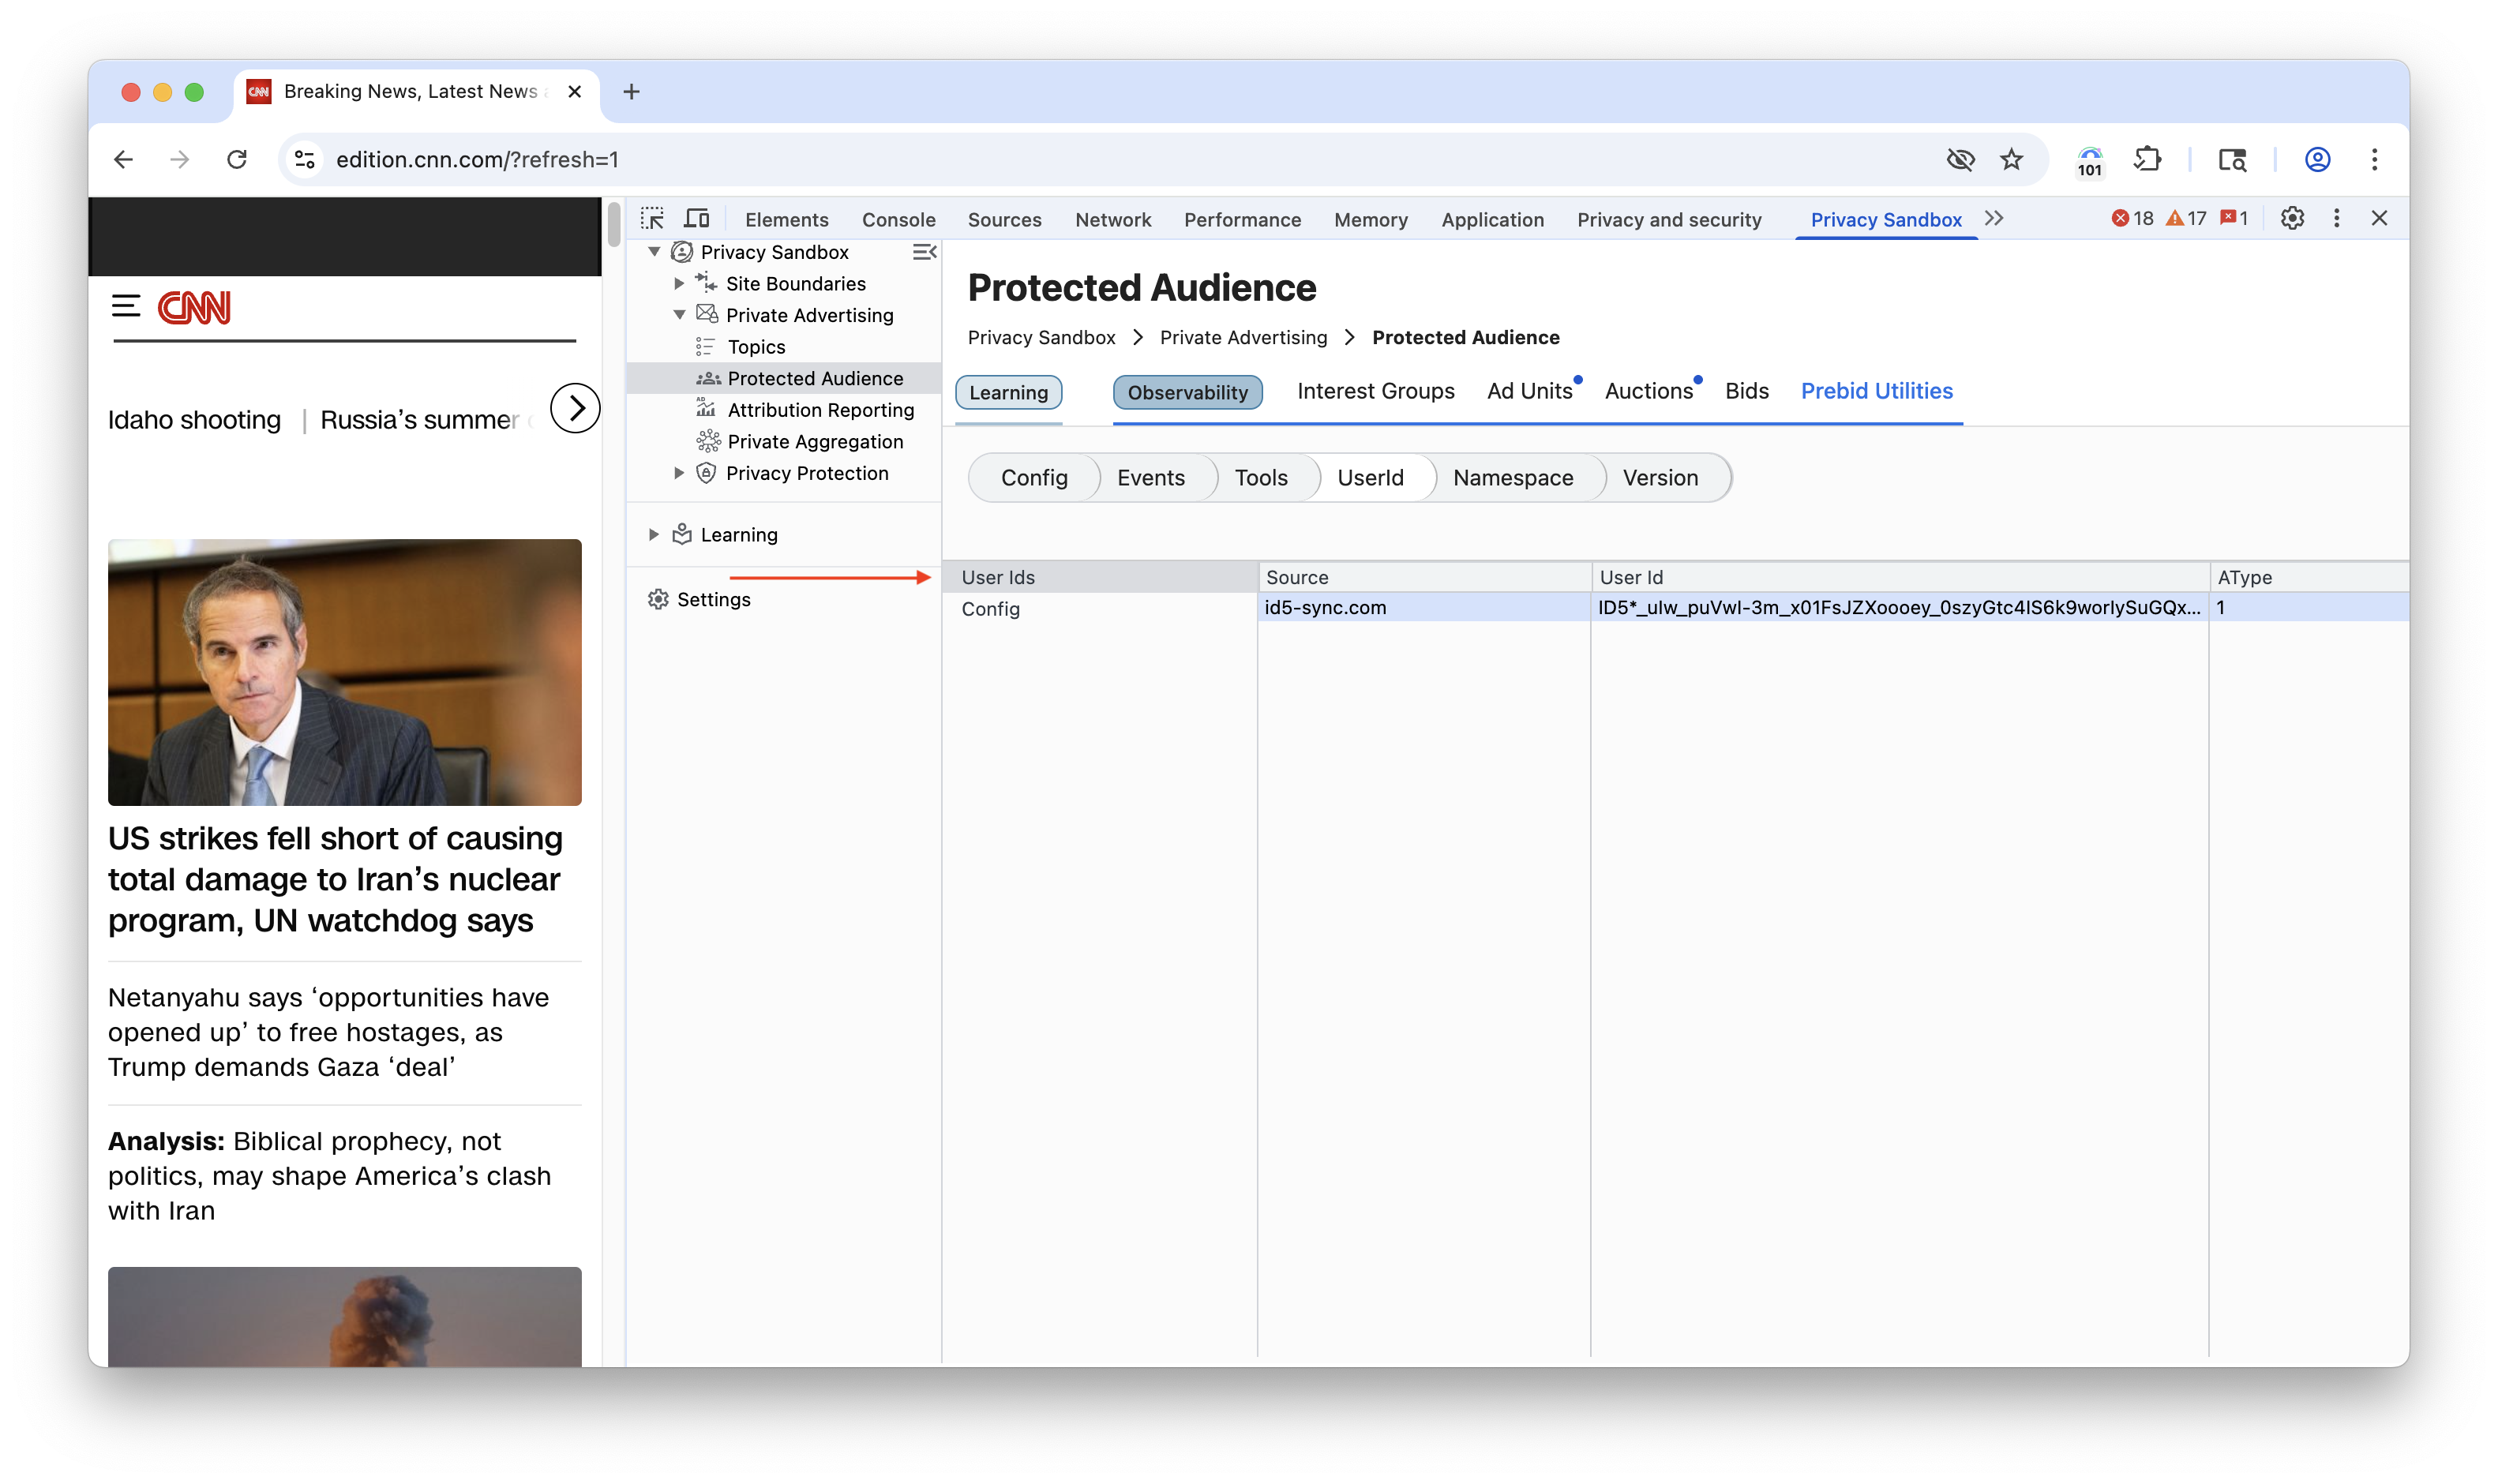 CNN Breaking News, Latest News
edition.cnn.com/?refresh=1
101
CNN
Idaho shooting | Russia’s summer
US strikes fell short of causing
total damage to Iran’s nuclear
program, UN watchdog says
Netanyahu says ‘opportunities have
opened up’ to free hostages, as
Trump demands Gaza ‘deal’
Analysis: Biblical prophecy, not
politics, may shape America’s clash
with Iran
Elements Console Sources Network Performance Memory Application Privacy and security Privacy Sandbox 18 17 1
Privacy Sandbox
Site Boundaries
Private Advertising
Topics
Protected Audience
Attribution Reporting
Private Aggregation
Privacy Protection
Learning
Settings
Protected Audience
Privacy Sandbox > Private Advertising > Protected Audience
Learning Observability Interest Groups Ad Units Auctions Bids Prebid Utilities
Config Events Tools UserId Namespace Version
User Ids
Config
Source User Id AType
id5-sync.com 1